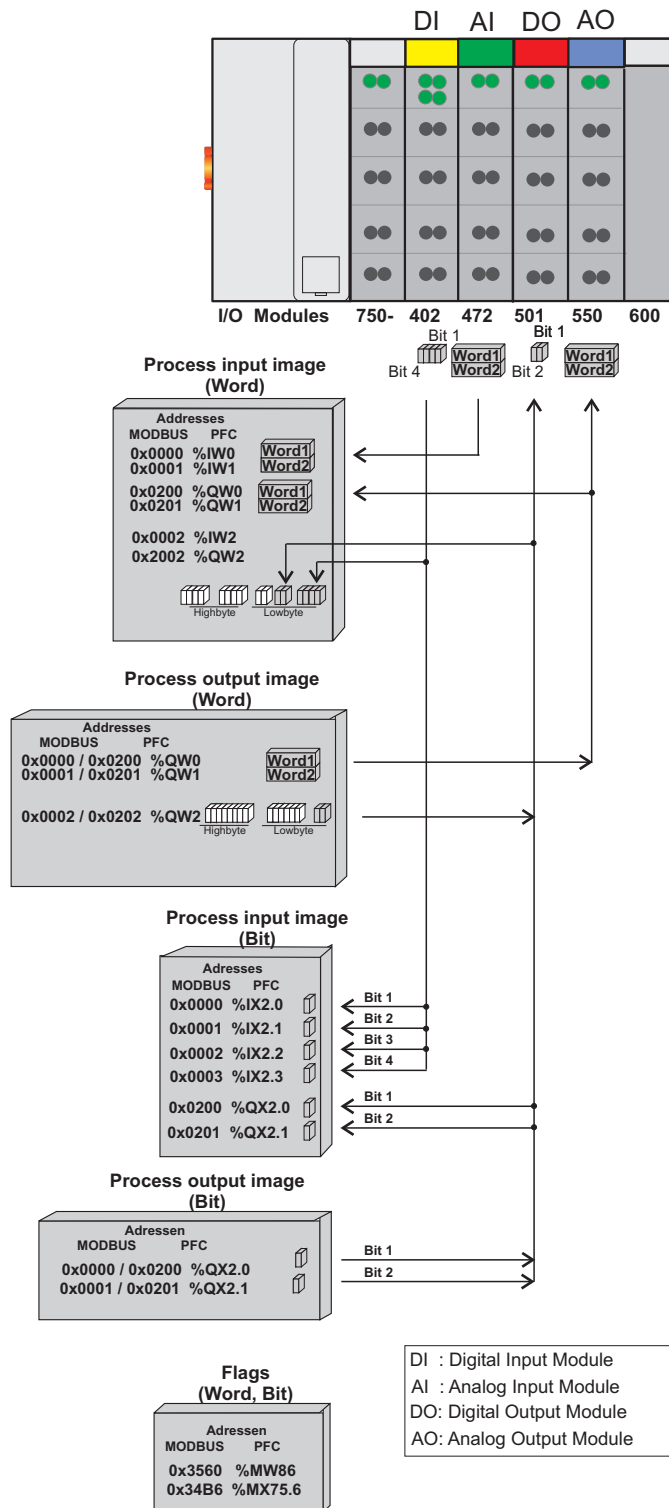 DI AI DO AO
I/O Modules 750- 402 472 501 550 600
Bit 1 Bit 1
Bit 4 Word1 Bit 2 Word1
Word2 Word2
Process input image
(Word)
Addresses
MODBUS PFC
0x0000 %IW0 Word1
0x0001 %IW1 Word2
0x0200 %QW0 Word1
0x0201 %QW1 Word2
0x0002 %IW2
0x2002 %QW2
Highbyte Lowbyte
Process output image
(Word)
Addresses
MODBUS PFC
0x0000 / 0x0200 %QW0 Word1
0x0001 / 0x0201 %QW1 Word2
0x0002 / 0x0202 %QW2
Highbyte Lowbyte
Process input image
(Bit)
Adresses
MODBUS PFC
0x0000 %IX2.0 Bit 1
0x0001 %IX2.1 Bit 2
0x0002 %IX2.2 Bit 3
0x0003 %IX2.3 Bit 4
0x0200 %QX2.0 Bit 1
0x0201 %QX2.1 Bit 2
Process output image
(Bit)
Adressen
MODBUS PFC
0x0000 / 0x0200 %QX2.0 Bit 1
0x0001 / 0x0201 %QX2.1 Bit 2
Flags
(Word, Bit)
Adressen
MODBUS PFC
0x3560 %MW86
0x34B6 %MX75.6
DI : Digital Input Module
AI : Analog Input Module
DO: Digital Output Module
AO: Analog Output Module